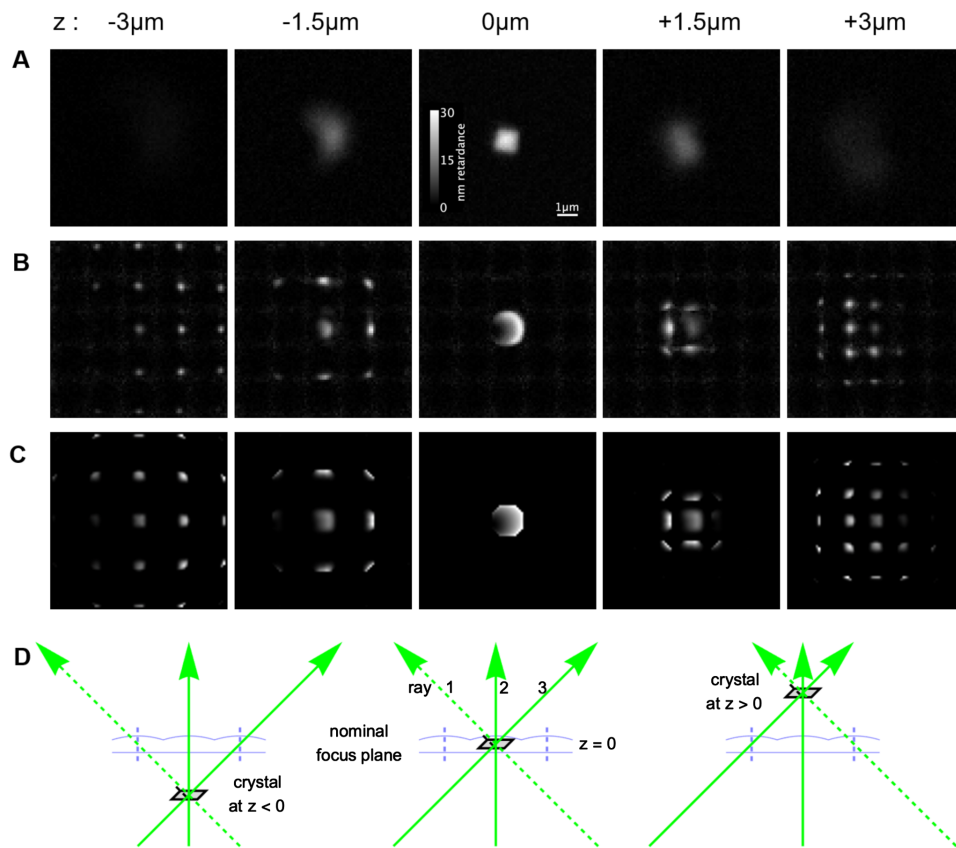 z : -3µm -1.5µm 0µm +1.5µm +3µm
A
30
15
0
nm retardance
1µm
B
C
D
ray 1 2 3
nominal
focus plane
z = 0
crystal
at z < 0
crystal
at z > 0